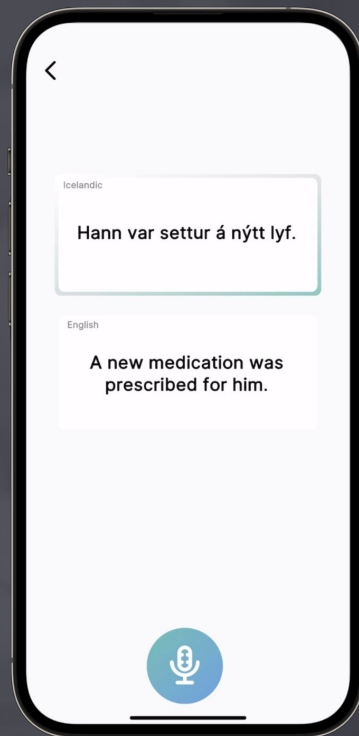 Icelandic
Hann var settur á nýtt lyf.
English
A new medication was
prescribed for him.